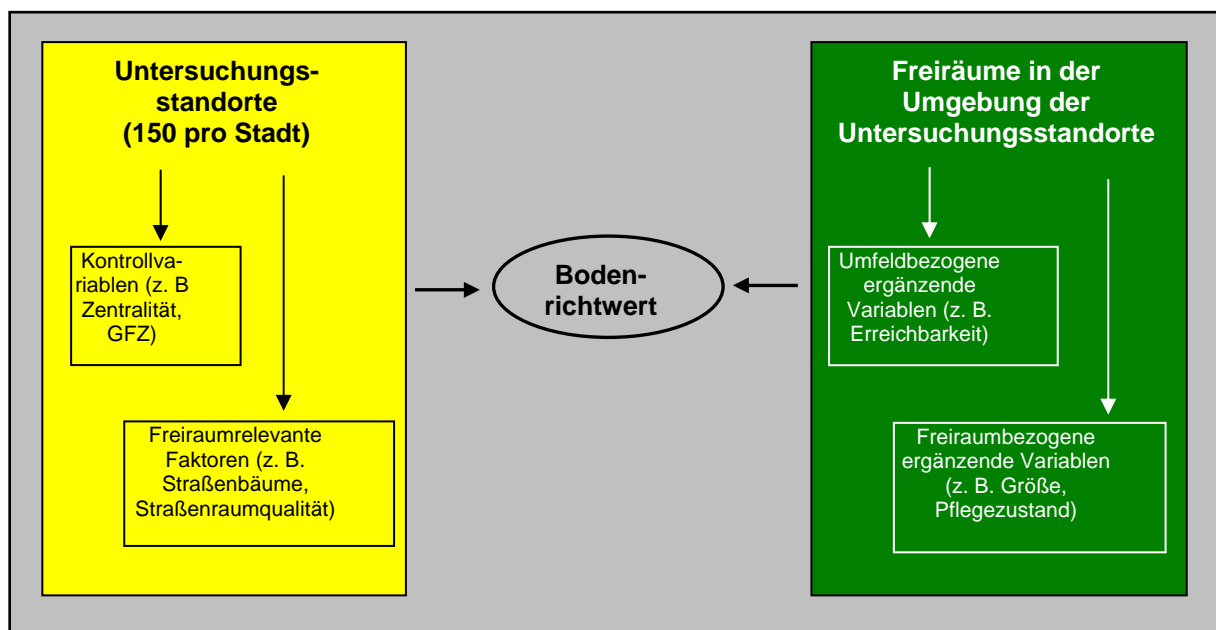 Untersuchungs-
standorte
(150 pro Stadt)
Kontrollva-
riablen (z. B
Zentralität,
GFZ)
Freiraumrelevante
Faktoren (z. B.
Straßenbäume,
Straßenraumqualität)
Boden-
richtwert
Freiräume in der
Umgebung der
Untersuchungsstandorte
Umfeldbezogene
ergänzende
Variablen (z. B.
Erreichbarkeit)
Freiraumbezogene
ergänzende Variablen
(z. B. Größe,
Pflegezustand)